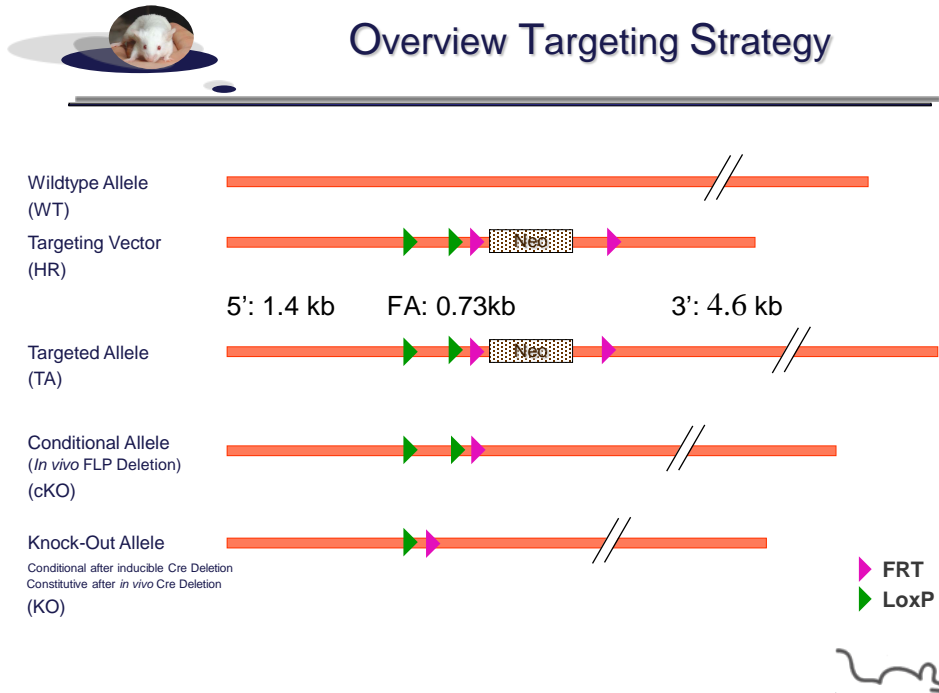 Overview Targeting Strategy
Wildtype Allele
(WT)
Targeting Vector
(HR)
Neo
5': 1.4 kb FA: 0.73kb 3': 4.6 kb
Targeted Allele
(TA)
Neo
Conditional Allele
(In vivo FLP Deletion)
(cKO)
Knock-Out Allele
Conditional after inducible Cre Deletion
Constitutive after in vivo Cre Deletion
(KO)
FRT
LoxP